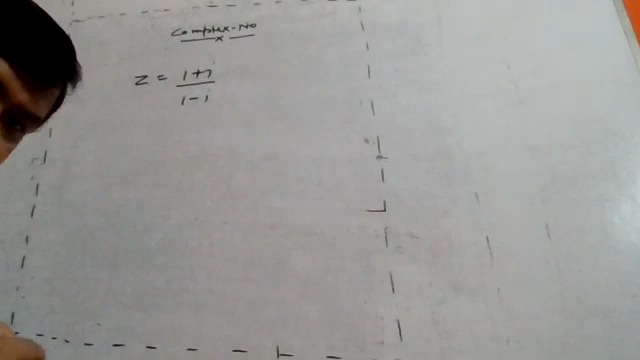 Complex-No
z = 1+i
1-i